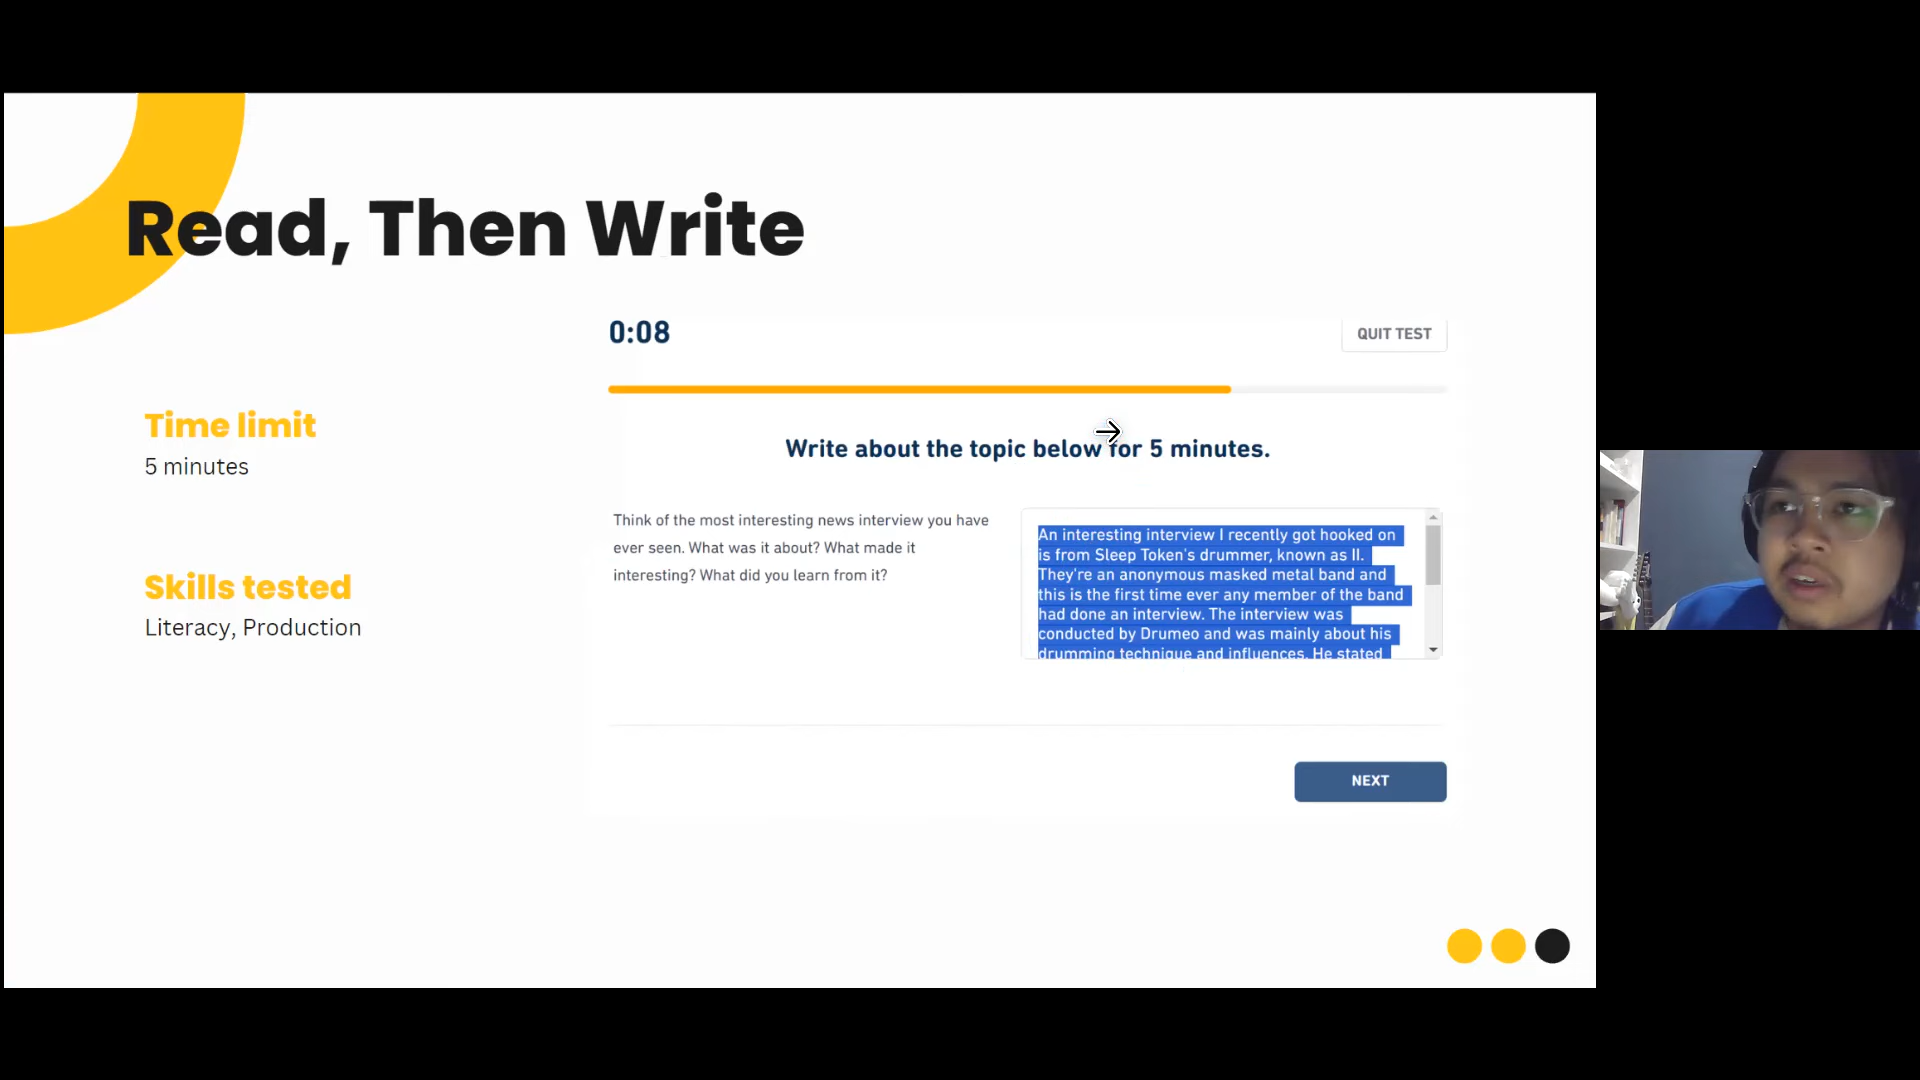 Read, Then Write
0:08
QUIT TEST
Time limit
5 minutes
Skills tested
Literacy, Production
Write about the topic below for 5 minutes.
Think of the most interesting news interview you have
ever seen. What was it about? What made it
interesting? What did you learn from it?
An interesting interview I recently got hooked on
is from Sleep Token's drummer, known as II.
They're an anonymous masked metal band and
this is the first time ever any member of the band
had done an interview. The interview was
conducted by Drumeo and was mainly about his
drumming technique and influences. He stated
NEXT